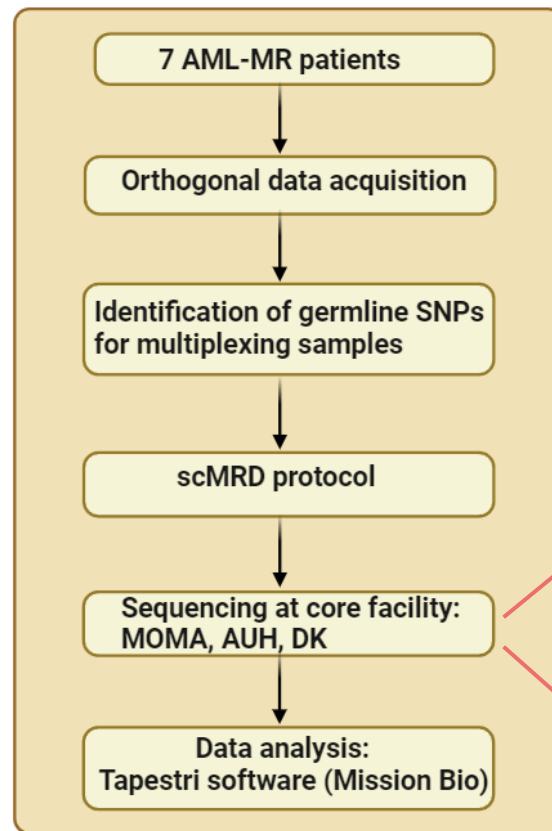 7 AML-MR patients
Orthogonal data acquisition
Identification of germline SNPs
for multiplexing samples
scMRD protocol
Sequencing at core facility:
MOMA, AUH, DK
Data analysis:
Tapestri software (Mission Bio)